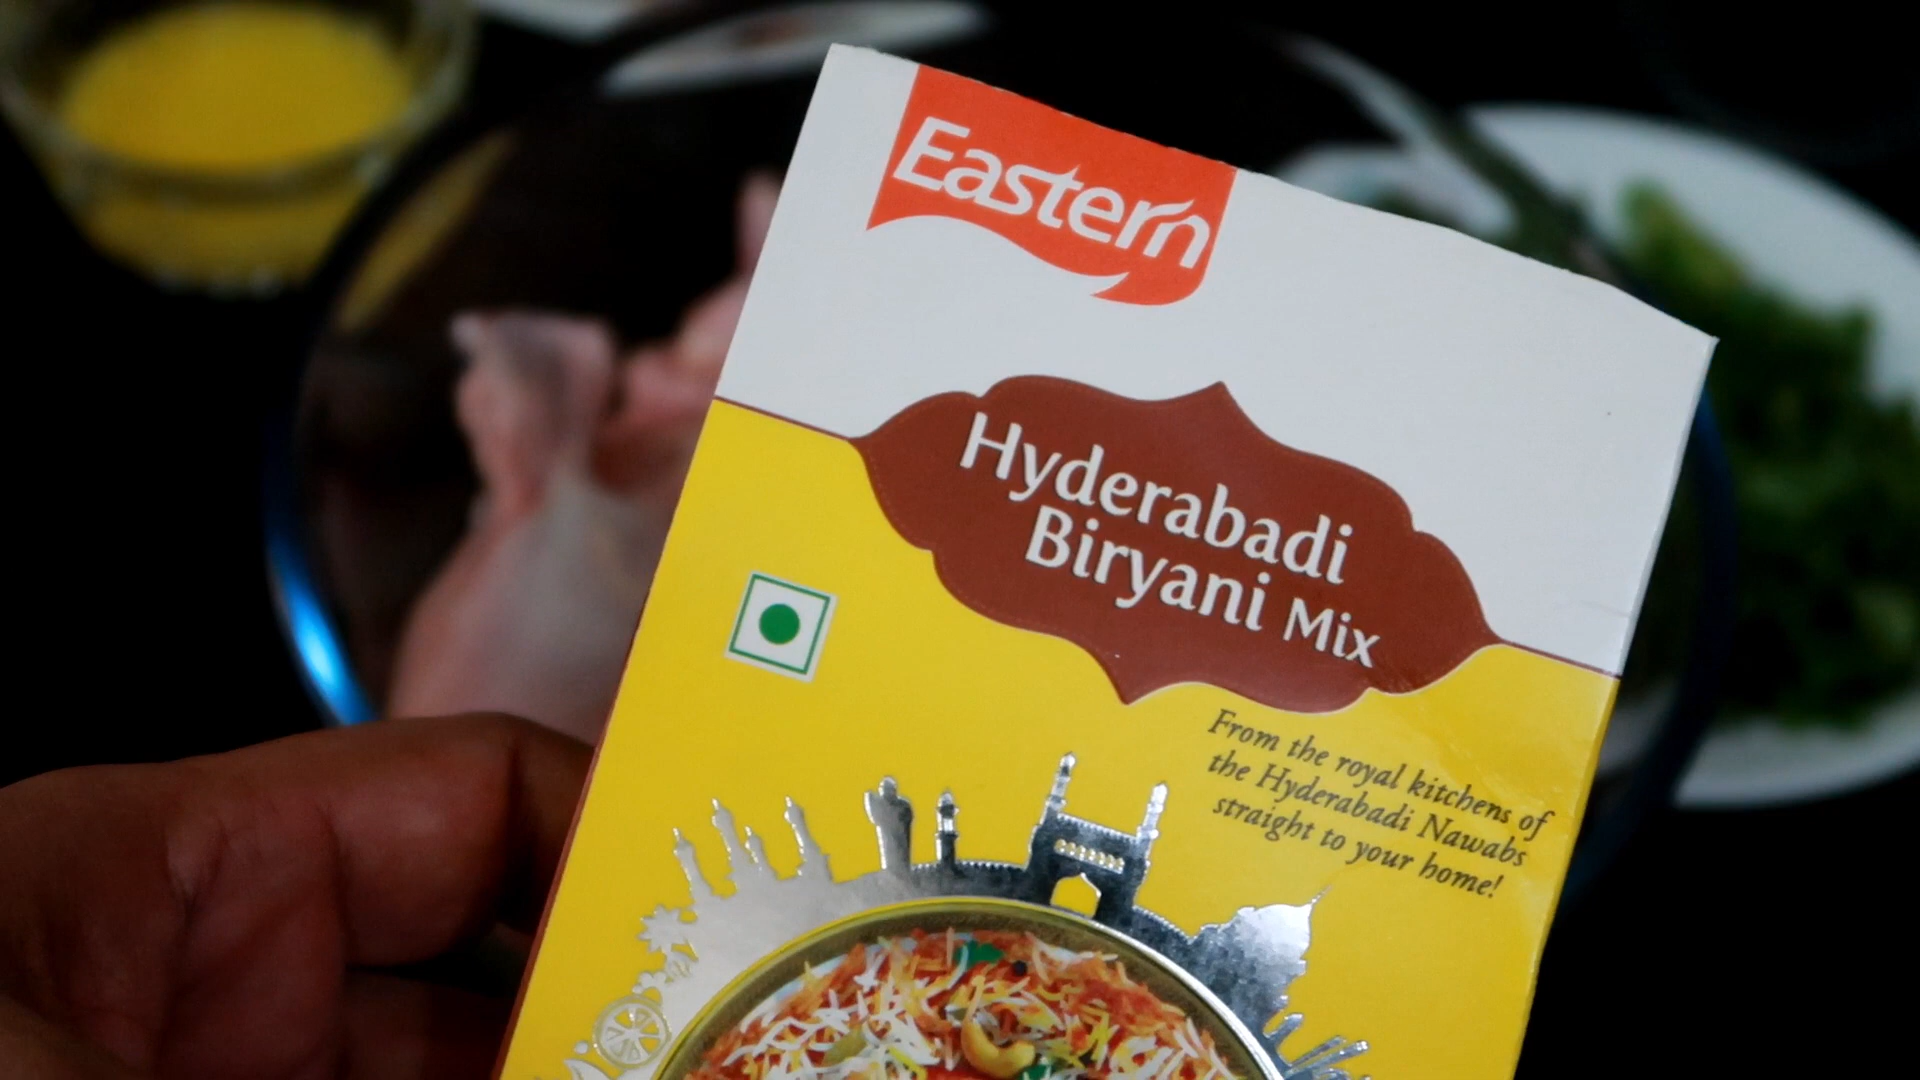 Eastern
Hyderabadi
Biryani Mix
From the royal kitchens of
the Hyderabadi Nawabs
straight to your home!